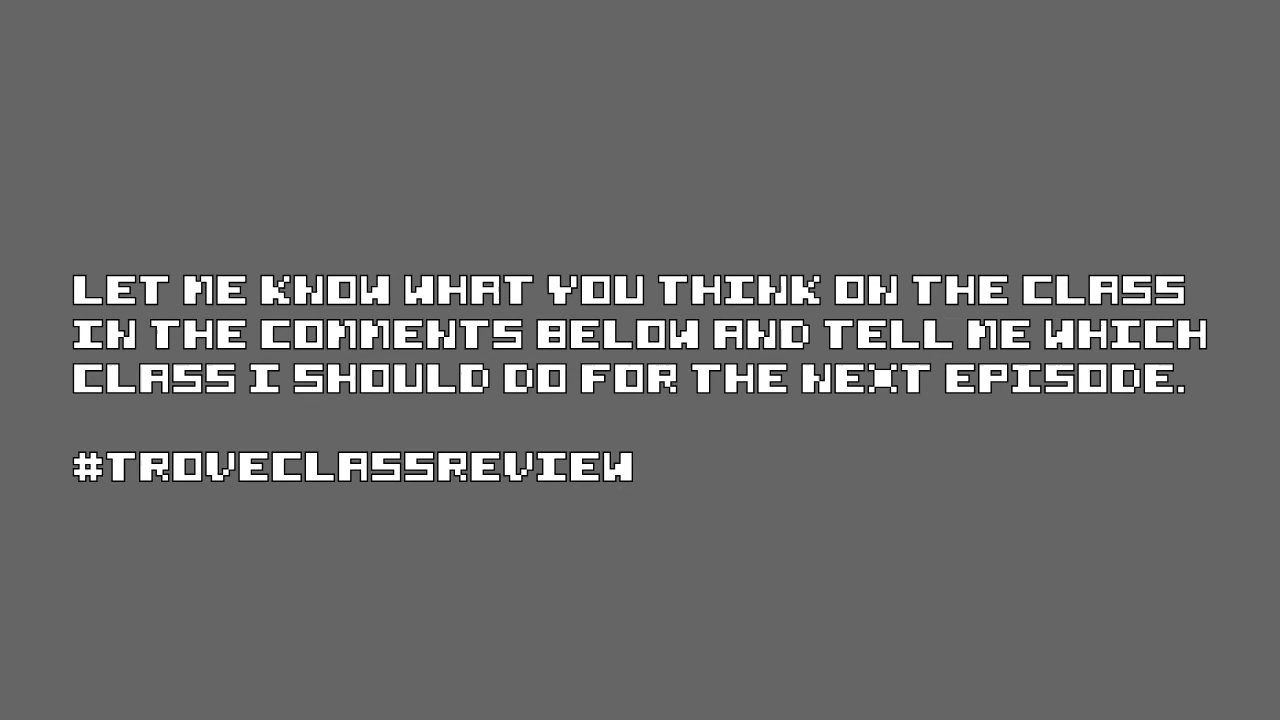 LET ME KNOW WHAT YOU THINK ON THE CLASS
IN THE COMMENTS BELOW AND TELL ME WHICH
CLASS I SHOULD DO FOR THE NEXT EPISODE.
#TROVECLASSREVIEW